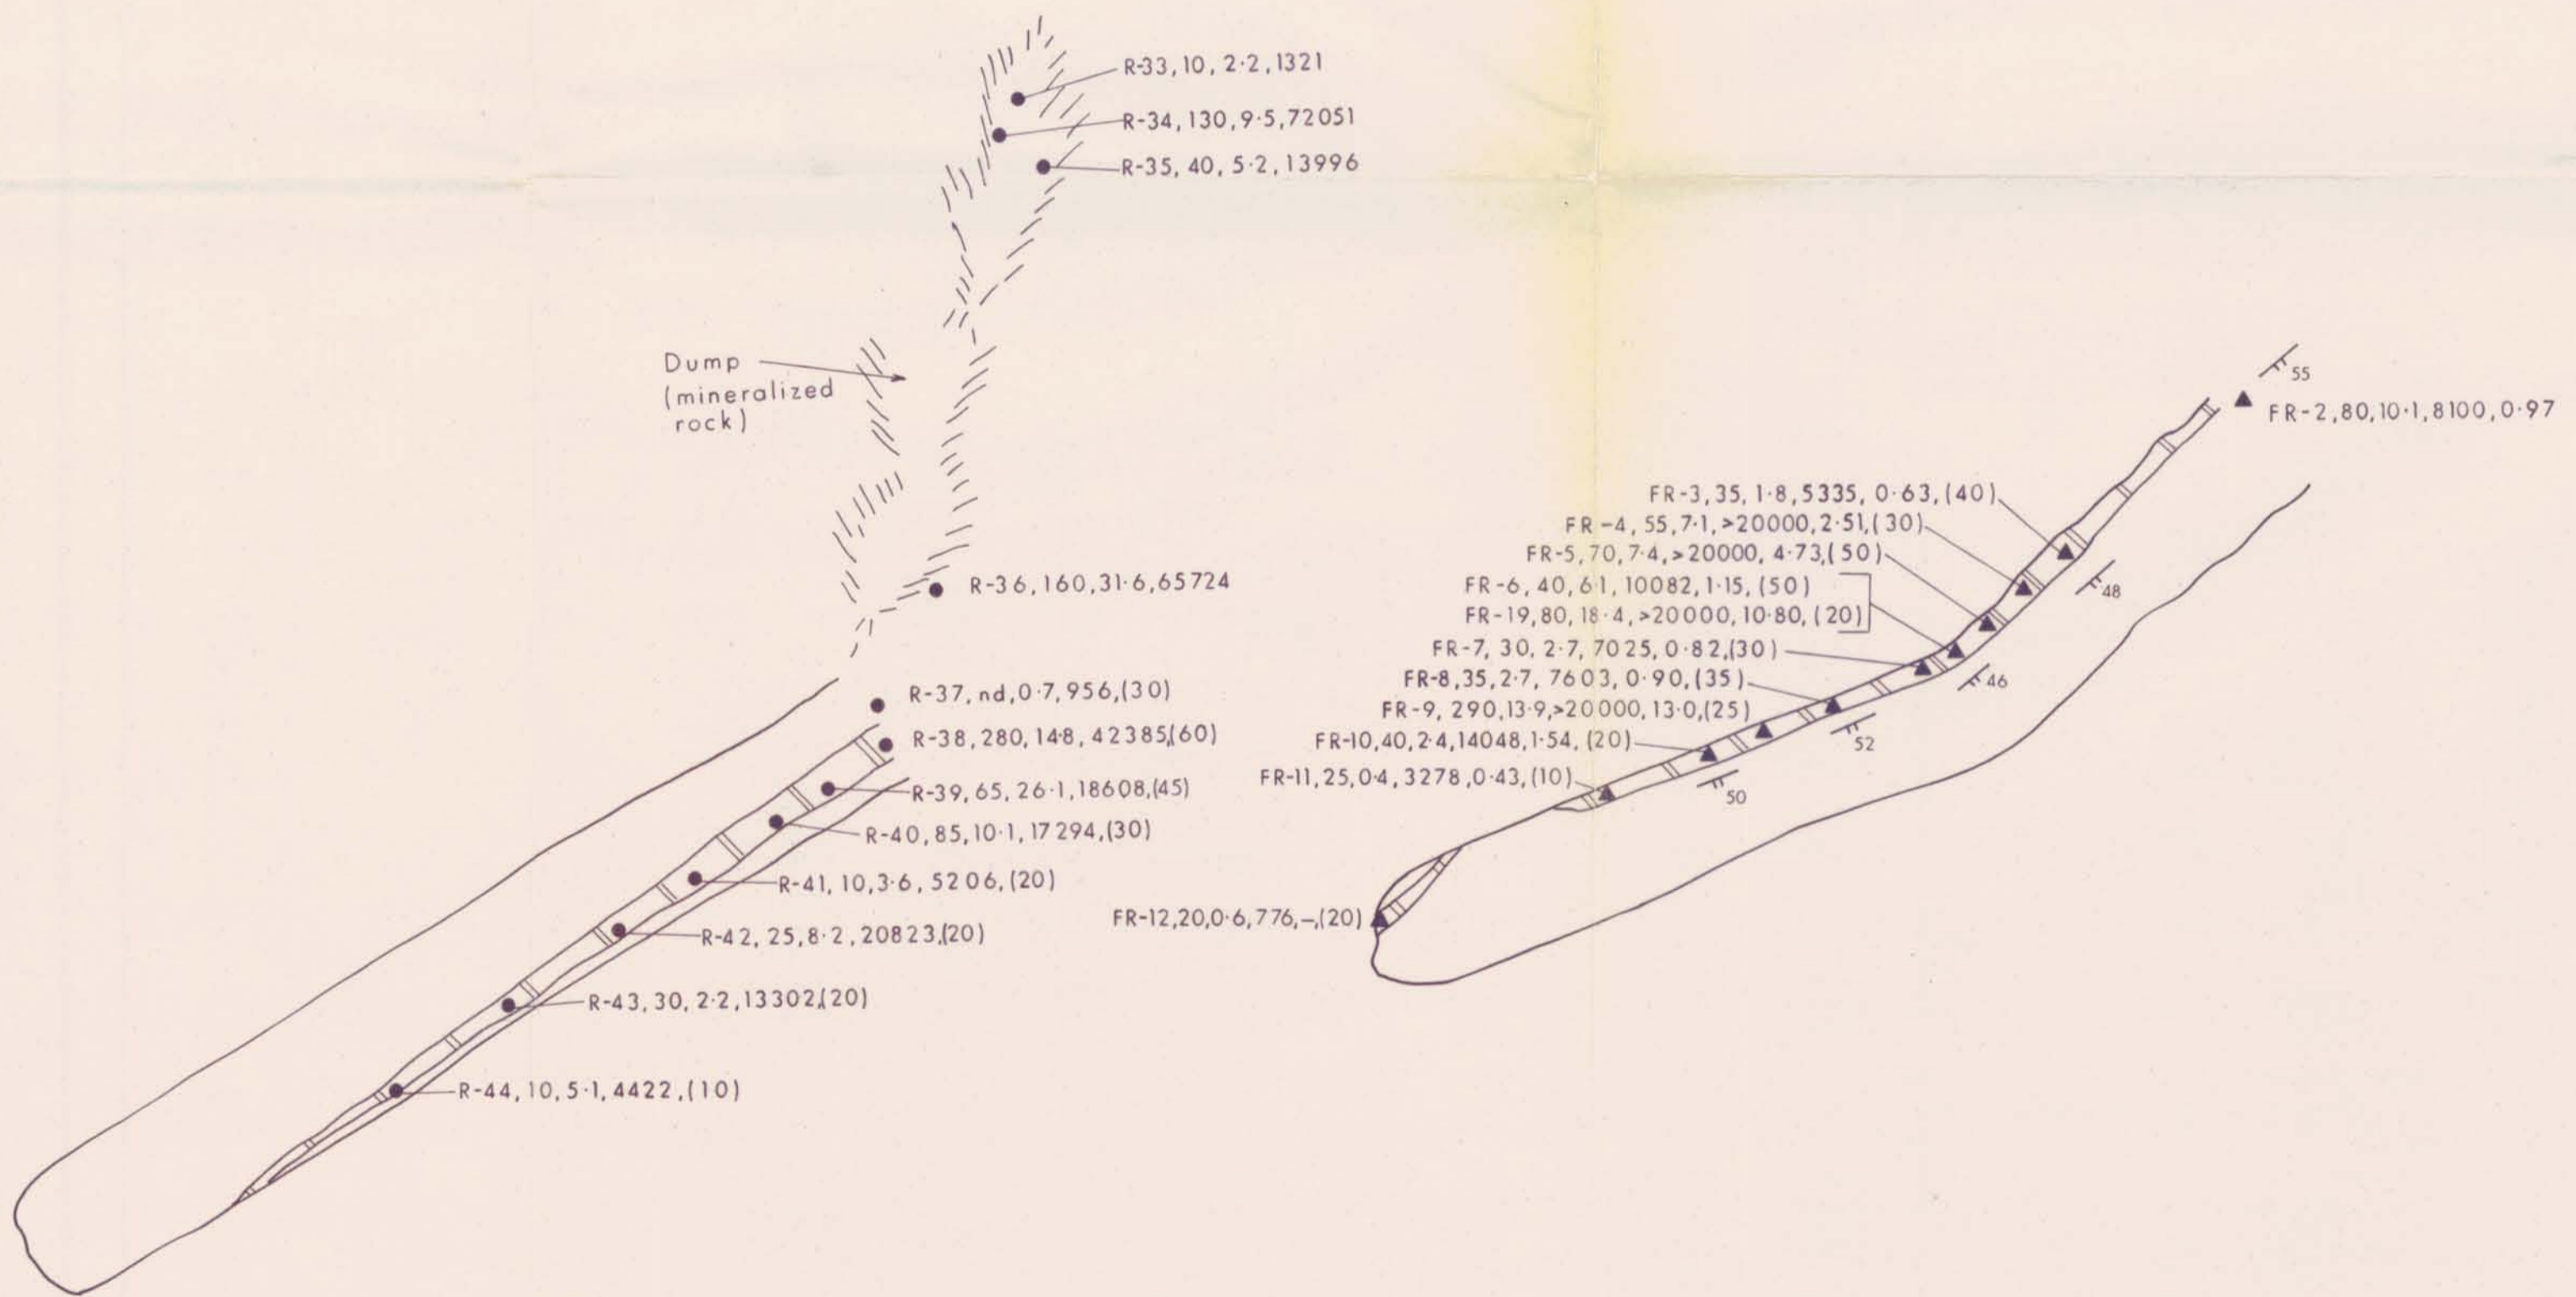 R-33, 10, 2·2, 1321
R-34, 130, 9·5, 72051
R-35, 40, 5·2, 13996
Dump
(mineralized
rock)
R-36, 160, 31·6, 65724
R-37, nd, 0·7, 956, (30)
R-38, 280, 14·8, 42385,(60)
R-39, 65, 26·1, 18608, (45)
R-40, 85, 10·1, 17294, (30)
R-41, 10, 3·6, 5206, (20)
R-42, 25, 8·2, 20823,(20)
R-43, 30, 2·2, 13302,(20)
R-44, 10, 5·1, 4422, (10)
55
FR-2, 80, 10·1, 8100, 0·97
FR-3, 35, 1·8, 5335, 0·63, (40)
FR-4, 55, 7·1, >20000, 2·51, (30)
FR-5, 70, 7·4, >20000, 4·73, (50)
FR-6, 40, 6·1, 10082, 1·15, (50)
FR-19, 80, 18·4, >20000, 10·80, (20)
FR-7, 30, 2·7, 7025, 0·82, (30)
FR-8, 35, 2·7, 7603, 0·90, (35)
FR-9, 290, 13·9, >20000, 13·0, (25)
FR-10, 40, 2·4, 14048, 1·54, (20)
FR-11, 25, 0·4, 3278, 0·43, (10)
FR-12, 20, 0·6, 776, –, (20)
48
46
52
50